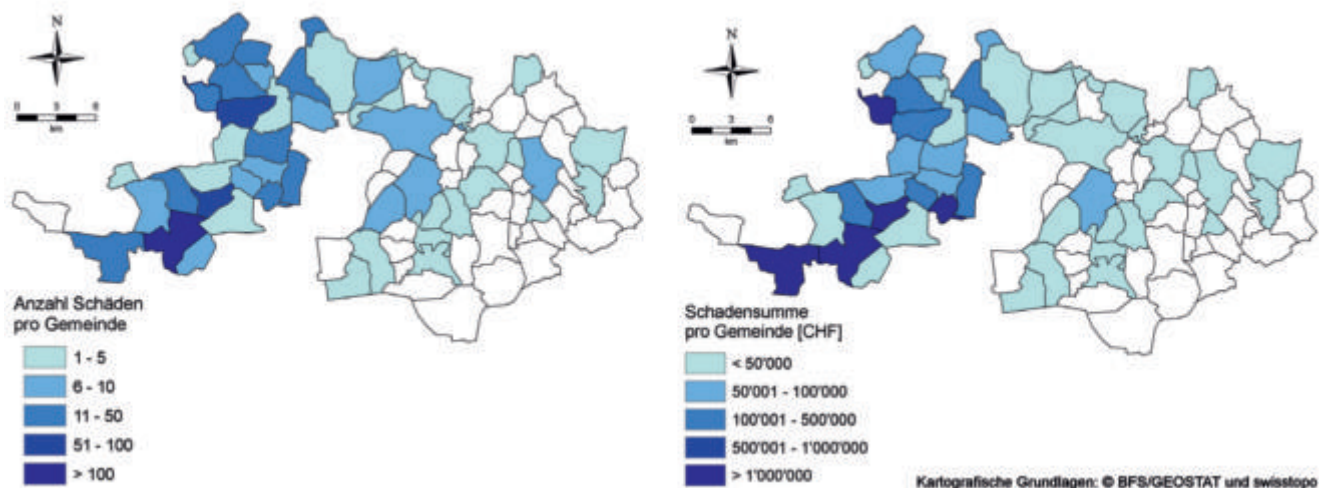 N
0 3 6
km
Anzahl Schäden
pro Gemeinde
1 - 5
6 - 10
11 - 50
51 - 100
> 100
N
0 3 6
km
Schadensumme
pro Gemeinde [CHF]
< 50'000
50'001 - 100'000
100'001 - 500'000
500'001 - 1'000'000
> 1'000'000
Kartografische Grundlagen: © BFS/GEOSTAT und swisstopo